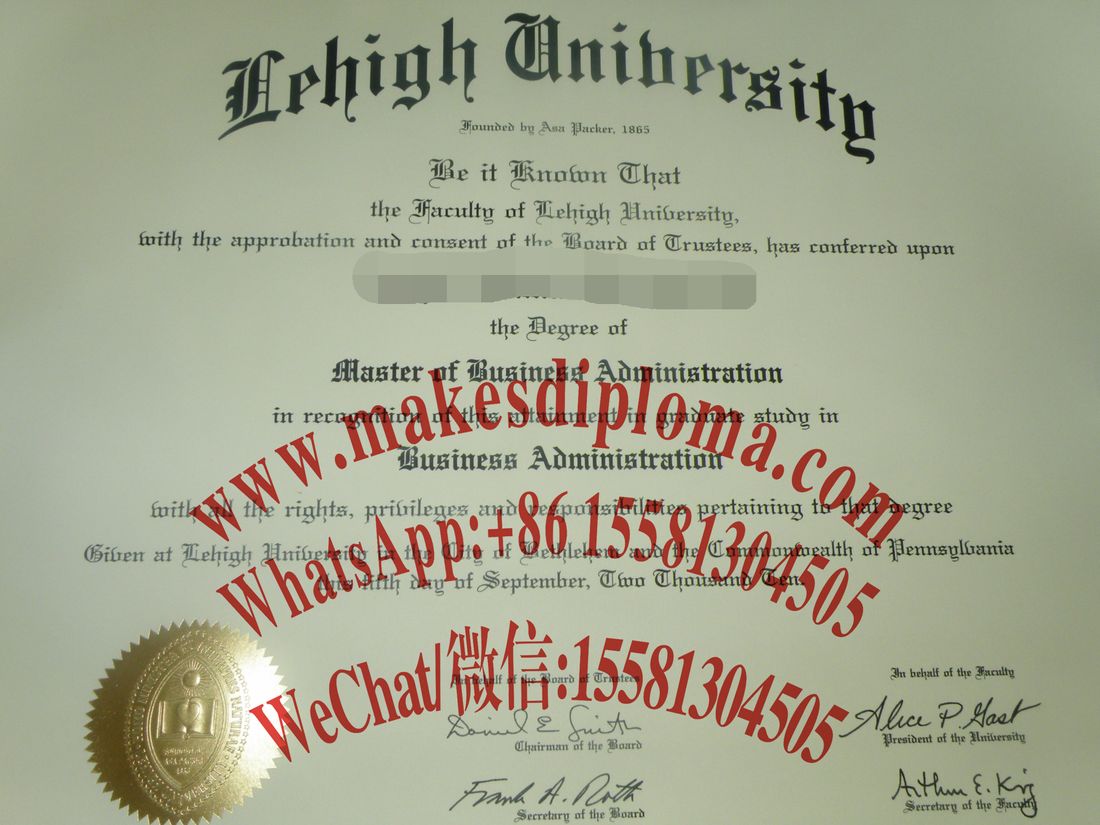 Lehigh University
Founded by Asa Packer, 1865
Be it Known That
the Faculty of Lehigh University,
with the approbation and consent of the Board of Trustees, has conferred upon
the Degree of
Master of Business Administration
in recognition of this attainment in graduate study in
www.makesdiploma.com
Business Administration
with all the rights, privileges and responsibilities pertaining to that degree
WhatsApp:+86 15581304505
Given at Lehigh University in the City of Bethlehem and the Commonwealth of Pennsylvania
this fifth day of September, Two Thousand Ten.
WeChat/微信:15581304505
In behalf of the Board of Trustees
In behalf of the Faculty
Daniel E. Smith
Chairman of the Board
Alice P. Gast
President of the University
Frank A. Roth
Secretary of the Board
Arthur E. King
Secretary of the Faculty